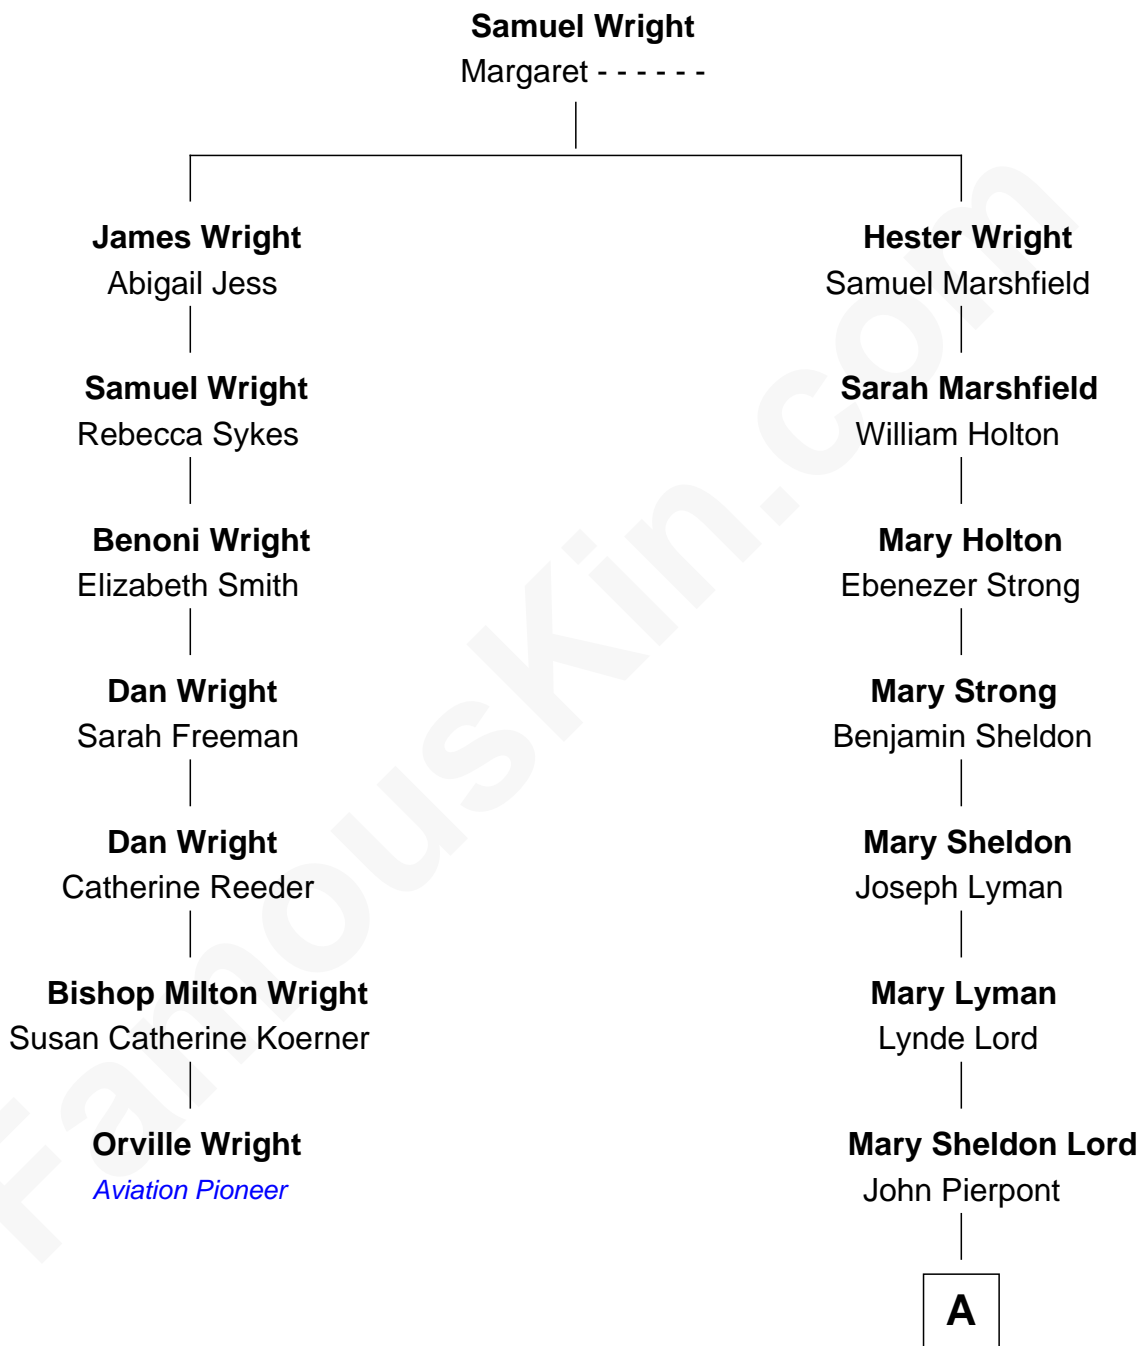 Samuel Wright
Margaret - - - - - -
James Wright
Abigail Jess
Hester Wright
Samuel Marshfield
Samuel Wright
Rebecca Sykes
Sarah Marshfield
William Holton
Benoni Wright
Elizabeth Smith
Mary Holton
Ebenezer Strong
Dan Wright
Sarah Freeman
Mary Strong
Benjamin Sheldon
Dan Wright
Catherine Reeder
Mary Sheldon
Joseph Lyman
Bishop Milton Wright
Susan Catherine Koerner
Mary Lyman
Lynde Lord
Orville Wright
Aviation Pioneer
Mary Sheldon Lord
John Pierpont
A
FamousKin.com